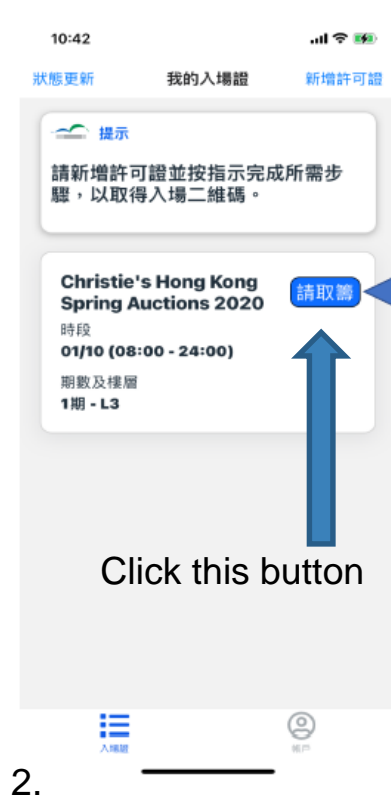 10:42
狀態更新 我的入場證 新增許可證
提示
請新增許可證並按指示完成所需步
驟，以取得入場二維碼。
Christie's Hong Kong
Spring Auctions 2020
請取籌
時段
01/10 (08:00 - 24:00)
期數及樓層
1期 - L3
Click this button
入場證 帳戶
2.